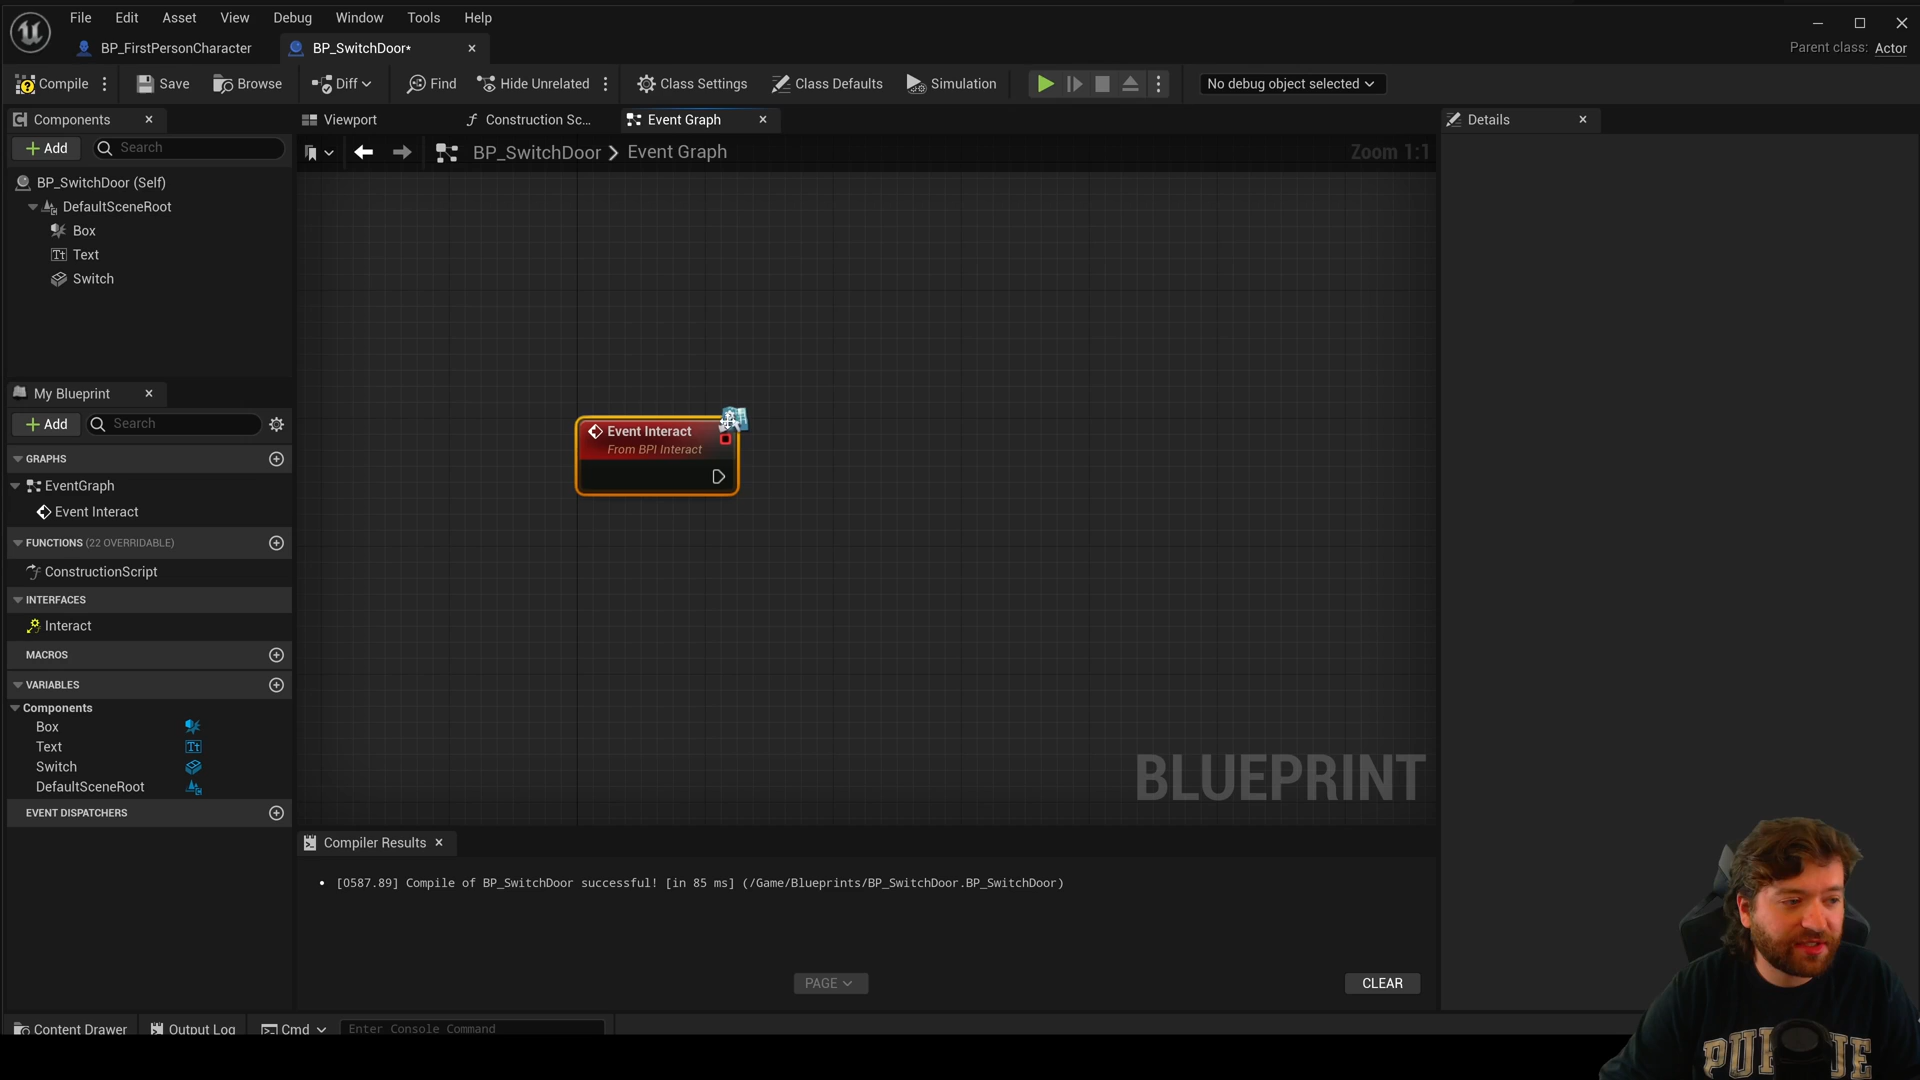 File Edit Asset View Debug Window Tools Help
BP_FirstPersonCharacter
BP_SwitchDoor*
Parent class: Actor
Compile
Save
Browse
Diff
Find
Hide Unrelated
Class Settings
Class Defaults
Simulation
No debug object selected
Components
Add
Search
BP_SwitchDoor (Self)
DefaultSceneRoot
Box
Text
Switch
My Blueprint
Add
Search
GRAPHS
EventGraph
Event Interact
FUNCTIONS (22 OVERRIDABLE)
ConstructionScript
INTERFACES
Interact
MACROS
VARIABLES
Components
Box
Text
Switch
DefaultSceneRoot
EVENT DISPATCHERS
Viewport
Construction Sc...
Event Graph
BP_SwitchDoor > Event Graph
Zoom 1:1
Event Interact
From BPI Interact
BLUEPRINT
Compiler Results
• [0587.89] Compile of BP_SwitchDoor successful! [in 85 ms] (/Game/Blueprints/BP_SwitchDoor.BP_SwitchDoor)
PAGE
CLEAR
Details
Content Drawer
Output Log
Cmd
Enter Console Command